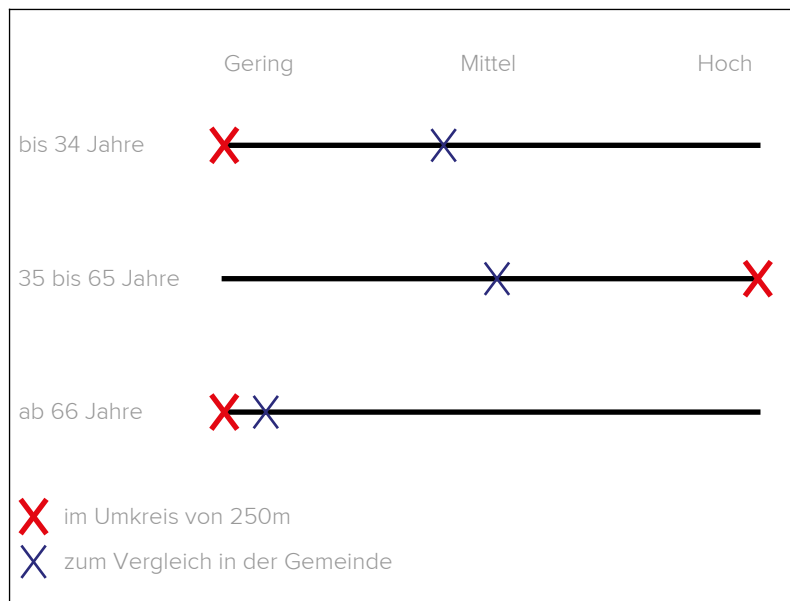 Gering Mittel Hoch
bis 34 Jahre
35 bis 65 Jahre
ab 66 Jahre
im Umkreis von 250m
zum Vergleich in der Gemeinde